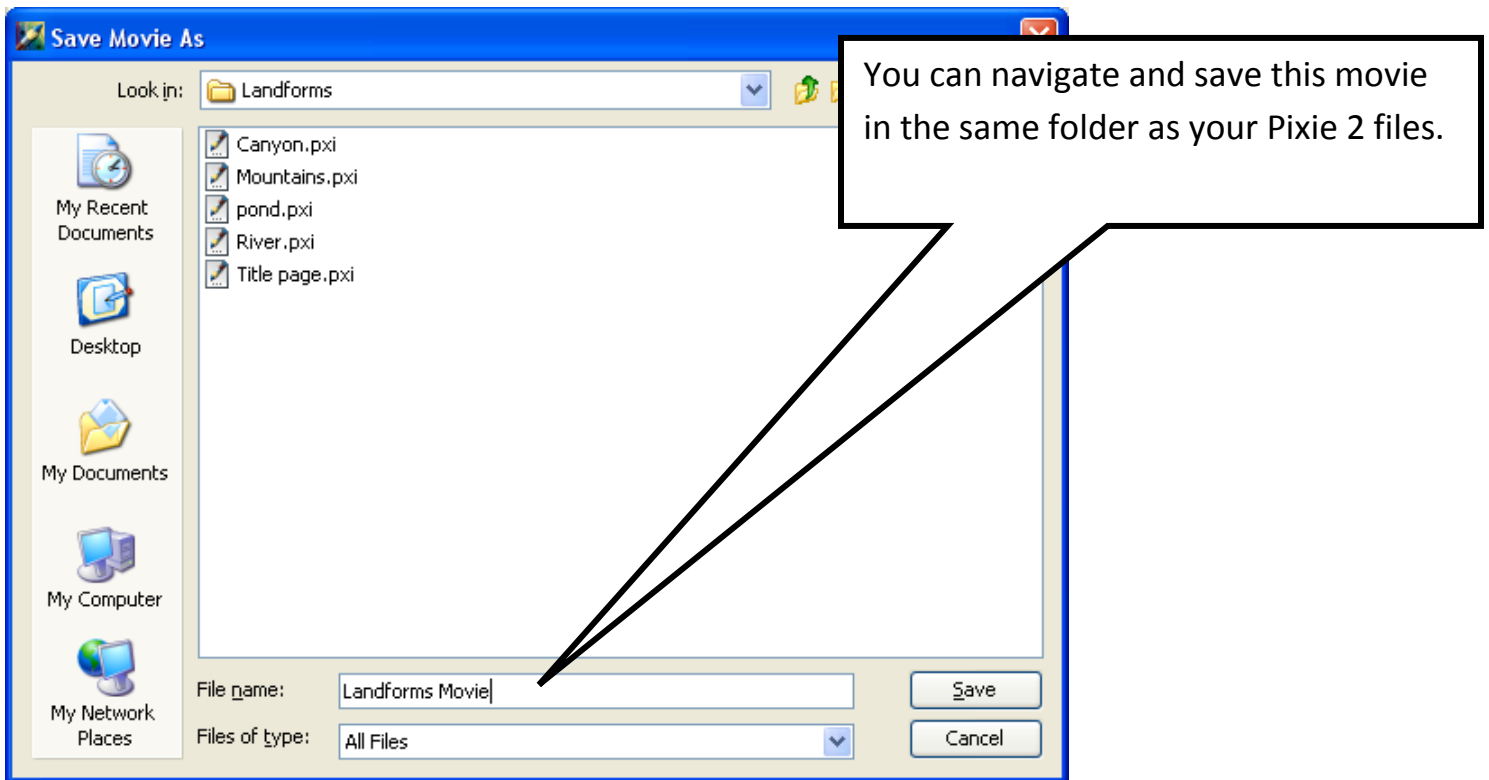 Save Movie As
Look in: Landforms
You can navigate and save this movie
in the same folder as your Pixie 2 files.
Canyon.pxi
Mountains.pxi
pond.pxi
River.pxi
Title page.pxi
My Recent
Documents
Desktop
My Documents
My Computer
My Network
Places
File name: Landforms Movie
Save
Files of type: All Files
Cancel